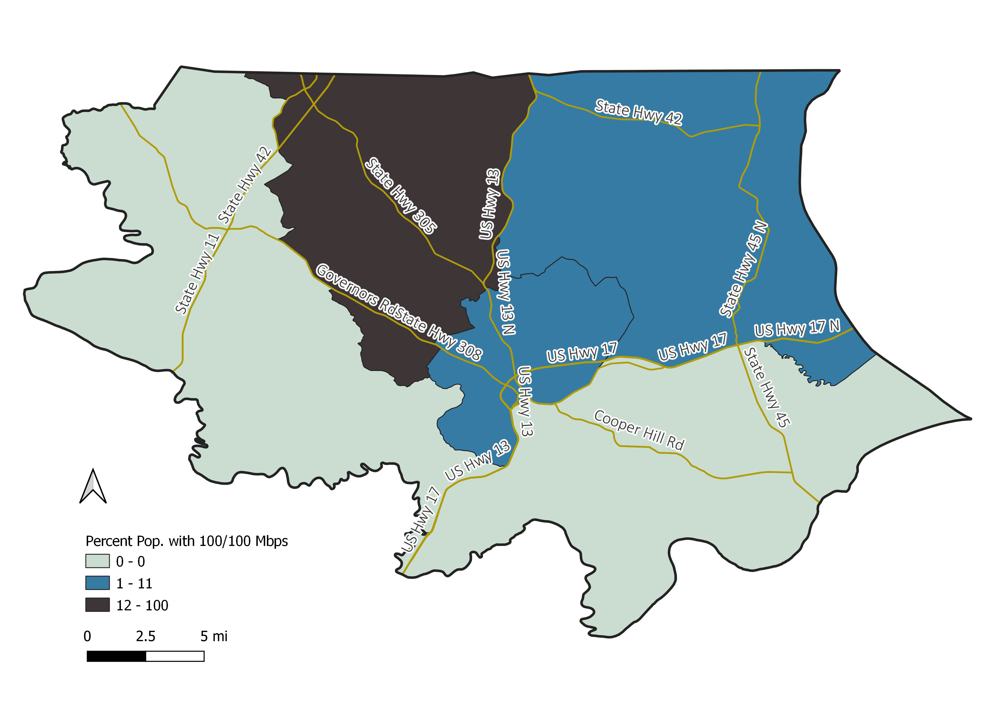 State Hwy 42
State Hwy 42
State Hwy 305
US Hwy 13
State Hwy 11
State Hwy 45 N
US Hwy 13 N
Governors Rd
State Hwy 308
US Hwy 17 N
US Hwy 17
US Hwy 17
State Hwy 45
US Hwy 13
Cooper Hill Rd
US Hwy 13
US Hwy 17
Percent Pop. with 100/100 Mbps
0 - 0
1 - 11
12 - 100
0 2.5 5 mi